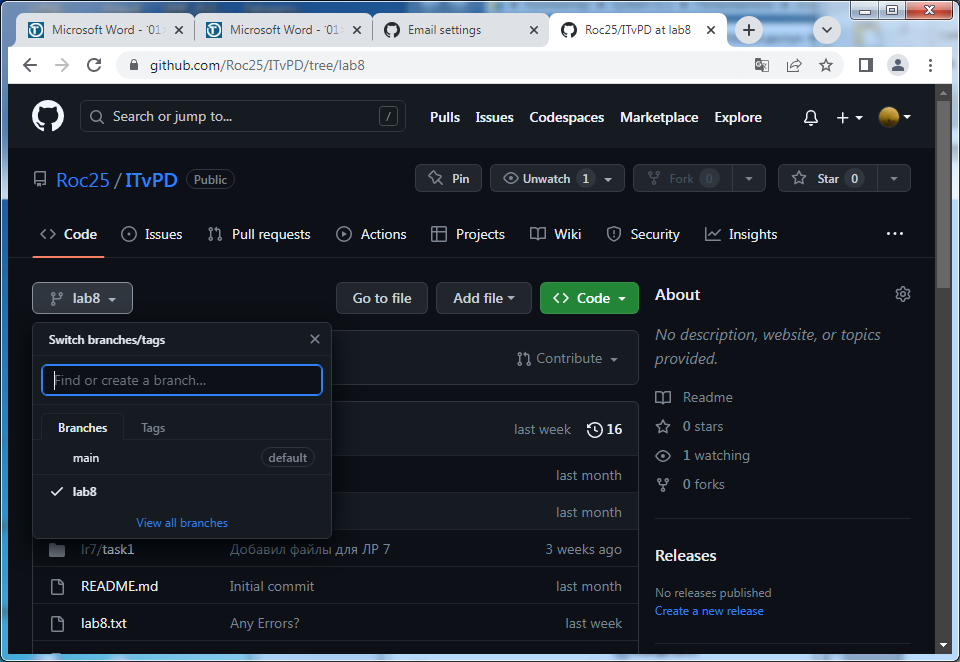 Microsoft Word - '01
Microsoft Word - '01
Email settings
Roc25/ITvPD at lab8
github.com/Roc25/ITvPD/tree/lab8
Search or jump to...
/
Pulls
Issues
Codespaces
Marketplace
Explore
Roc25 / ITvPD
Public
Pin
Unwatch 1
Fork 0
Star 0
Code
Issues
Pull requests
Actions
Projects
Wiki
Security
Insights
lab8
Go to file
Add file
Code
Switch branches/tags
Find or create a branch...
Branches
Tags
main
default
lab8
View all branches
Contribute
last week
16
last month
last month
lr7/task1
Добавил файлы для ЛР 7
3 weeks ago
README.md
Initial commit
last month
lab8.txt
Any Errors?
last week
About
No description, website, or topics
provided.
Readme
0 stars
1 watching
0 forks
Releases
No releases published
Create a new release